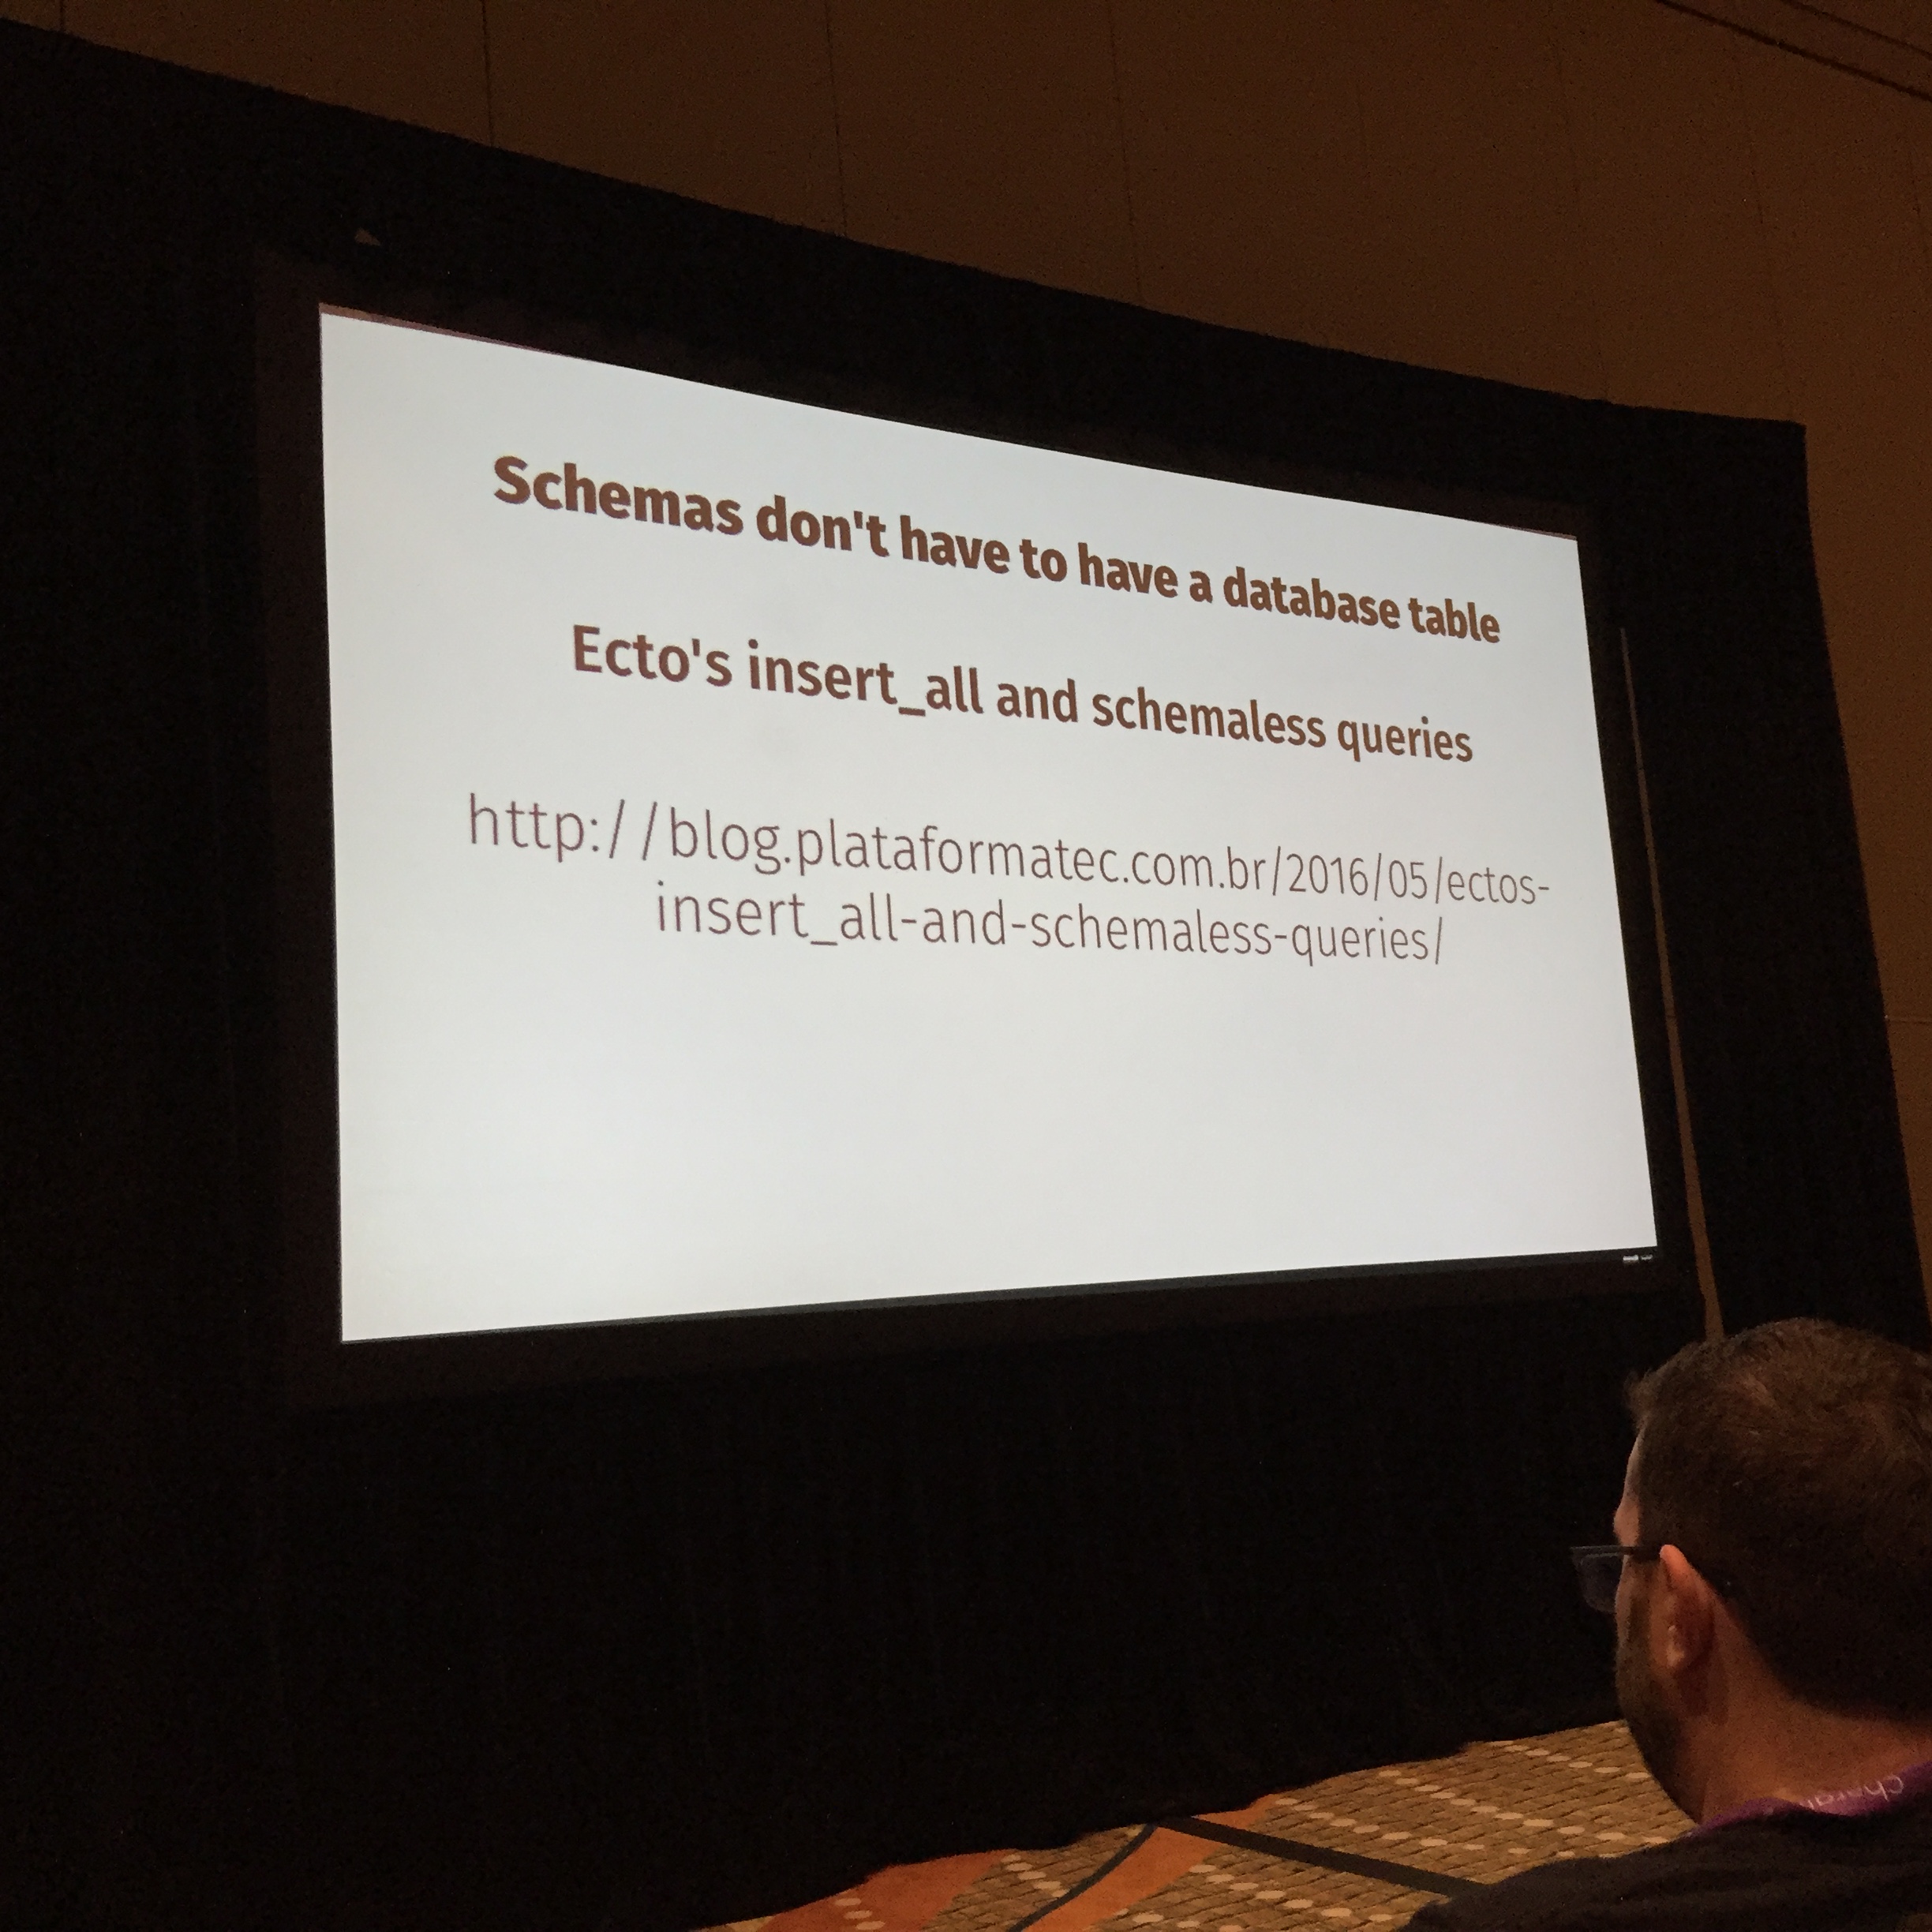 Schemas don't have to have a database table
Ecto's insert_all and schemaless queries
http://blog.plataformatec.com.br/2016/05/ectos-
insert_all-and-schemaless-queries/